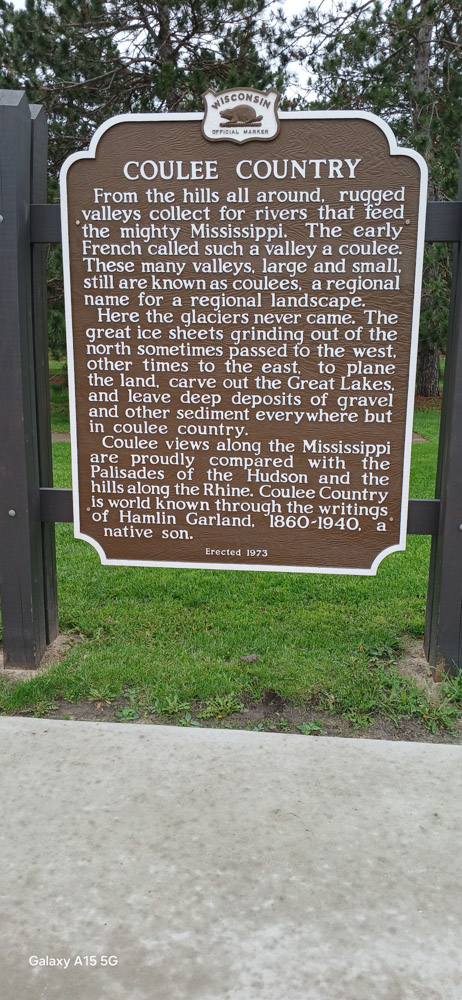 WISCONSIN
OFFICIAL MARKER
COULEE COUNTRY
From the hills all around, rugged
valleys collect for rivers that feed
the mighty Mississippi. The early
French called such a valley a coulee.
These many valleys, large and small,
still are known as coulees, a regional
name for a regional landscape.
Here the glaciers never came. The
great ice sheets grinding out of the
north sometimes passed to the west,
other times to the east, to plane
the land, carve out the Great Lakes,
and leave deep deposits of gravel
and other sediment everywhere but
in coulee country.
Coulee views along the Mississippi
are proudly compared with the
Palisades of the Hudson and the
hills along the Rhine. Coulee Country
is world known through the writings
of Hamlin Garland, 1860-1940, a
native son.
Erected 1973
Galaxy A15 5G